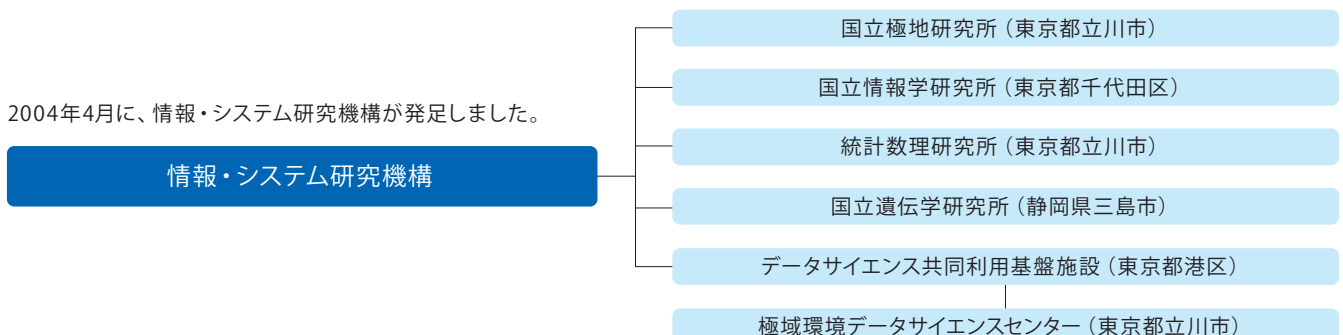 2004年4月に、情報・システム研究機構が発足しました。
情報・システム研究機構
国立極地研究所（東京都立川市）
国立情報学研究所（東京都千代田区）
統計数理研究所（東京都立川市）
国立遺伝学研究所（静岡県三島市）
データサイエンス共同利用基盤施設（東京都港区）
極域環境データサイエンスセンター（東京都立川市）